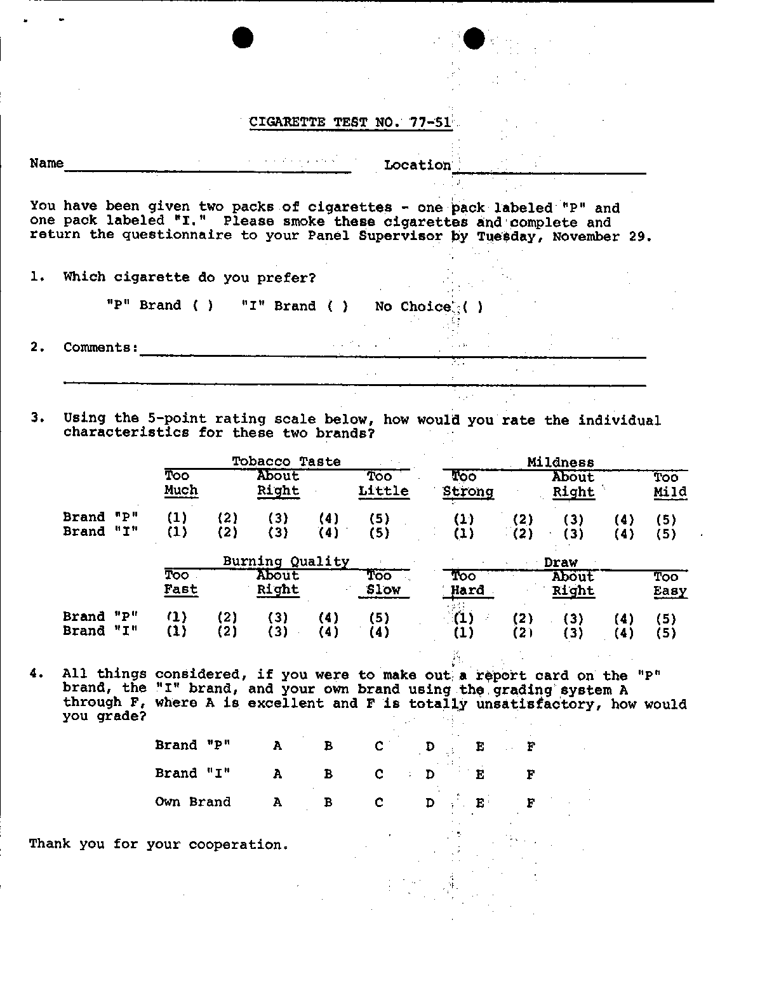 CIGARETTE TEST NO. 77-51
Name Location
You have been given two packs of cigarettes - one pack labeled "P" and
one pack labeled "I." Please smoke these cigarettes and complete and
return the questionnaire to your Panel Supervisor by Tuesday, November 29.
1. Which cigarette do you prefer?
"P" Brand ( ) "I" Brand ( ) No Choice ( )
2. Comments:
3. Using the 5-point rating scale below, how would you rate the individual
characteristics for these two brands?
Tobacco Taste Mildness
Too About Too Too About Too
Much Right Little Strong Right Mild
Brand "P" (1) (2) (3) (4) (5) (1) (2) (3) (4) (5)
Brand "I" (1) (2) (3) (4) (5) (1) (2) (3) (4) (5)
Burning Quality Draw
Too About Too Too About Too
Fast Right Slow Hard Right Easy
Brand "P" (1) (2) (3) (4) (5) (1) (2) (3) (4) (5)
Brand "I" (1) (2) (3) (4) (4) (1) (2) (3) (4) (5)
4. All things considered, if you were to make out a report card on the "P"
brand, the "I" brand, and your own brand using the grading system A
through F, where A is excellent and F is totally unsatisfactory, how would
you grade?
Brand "P" A B C D E F
Brand "I" A B C D E F
Own Brand A B C D E F
Thank you for your cooperation.